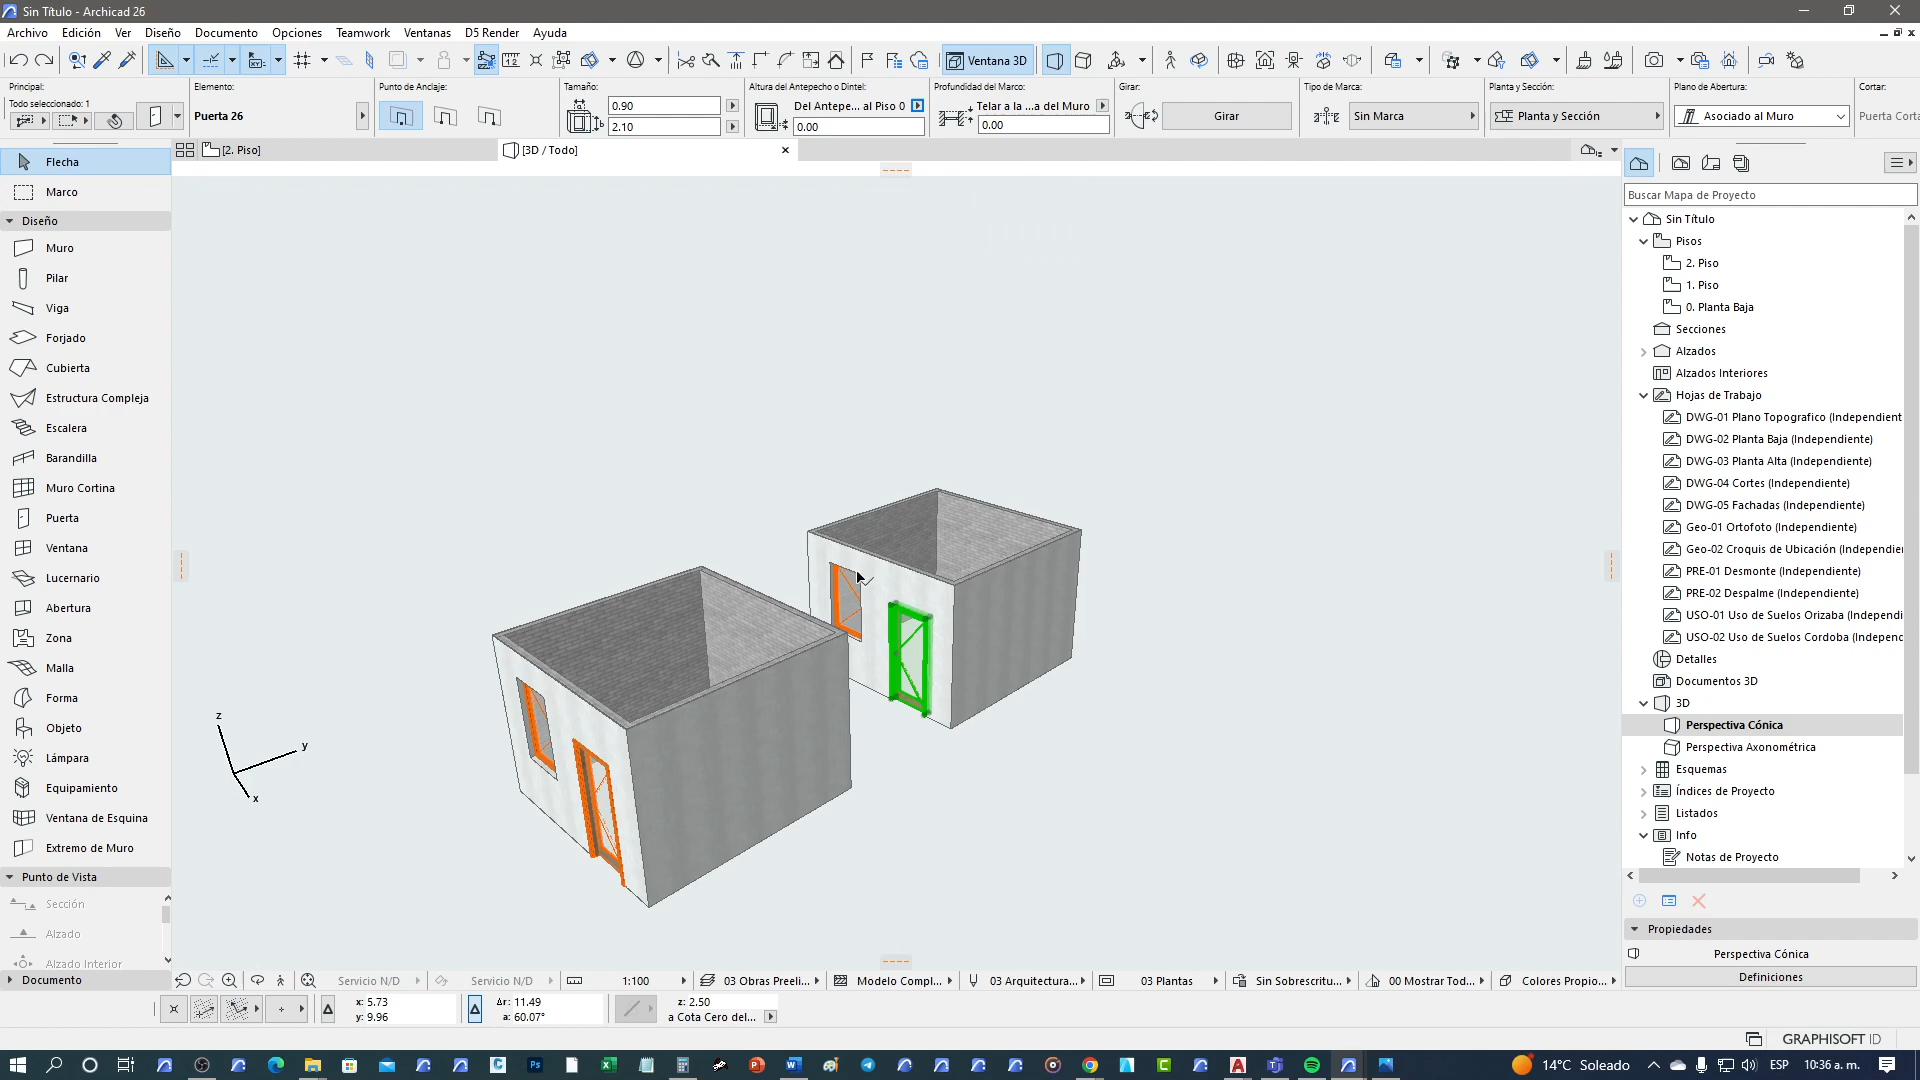 Sin Título - Archicad 26
Archivo Edición Ver Diseño Documento Opciones Teamwork Ventanas D5 Render Ayuda
Ventana 3D
Principal:
Todo seleccionado: 1
Elemento:
Puerta 26
Punto de Anclaje:
Tamaño:
0.90
2.10
Altura del Antepecho o Dintel:
Del Antepe... al Piso 0
0.00
Profundidad del Marco:
Telar a la ...a del Muro
0.00
Girar:
Girar
Tipo de Marca:
Sin Marca
Planta y Sección:
Planta y Sección
Plano de Abertura:
Asociado al Muro
Cortar:
Puerta Corta
Flecha
Marco
Diseño
Muro
Pilar
Viga
Forjado
Cubierta
Estructura Compleja
Escalera
Barandilla
Muro Cortina
Puerta
Ventana
Lucernario
Abertura
Zona
Malla
Forma
Objeto
Lámpara
Equipamiento
Ventana de Esquina
Extremo de Muro
Punto de Vista
Sección
Alzado
Alzado Interior
Documento
[2. Piso]
[3D / Todo]
z
y
x
Buscar Mapa de Proyecto
Sin Título
Pisos
2. Piso
1. Piso
0. Planta Baja
Secciones
Alzados
Alzados Interiores
Hojas de Trabajo
DWG-01 Plano Topografico (Independient
DWG-02 Planta Baja (Independiente)
DWG-03 Planta Alta (Independiente)
DWG-04 Cortes (Independiente)
DWG-05 Fachadas (Independiente)
Geo-01 Ortofoto (Independiente)
Geo-02 Croquis de Ubicación (Independier
PRE-01 Desmonte (Independiente)
PRE-02 Despalme (Independiente)
USO-01 Uso de Suelos Orizaba (Independi
USO-02 Uso de Suelos Cordoba (Independ
Detalles
Documentos 3D
3D
Perspectiva Cónica
Perspectiva Axonométrica
Esquemas
Índices de Proyecto
Listados
Info
Notas de Proyecto
Propiedades
Perspectiva Cónica
Definiciones
Servicio N/D
Servicio N/D
1:100
03 Obras Preeli...
Modelo Compl...
03 Arquitectura...
03 Plantas
Sin Sobrescritu...
00 Mostrar Tod...
Colores Propio...
x: 5.73
y: 9.96
Δr: 11.49
a: 60.07°
z: 2.50
a Cota Cero del...
GRAPHISOFT ID
14°C Soleado
ESP
10:36 a. m.